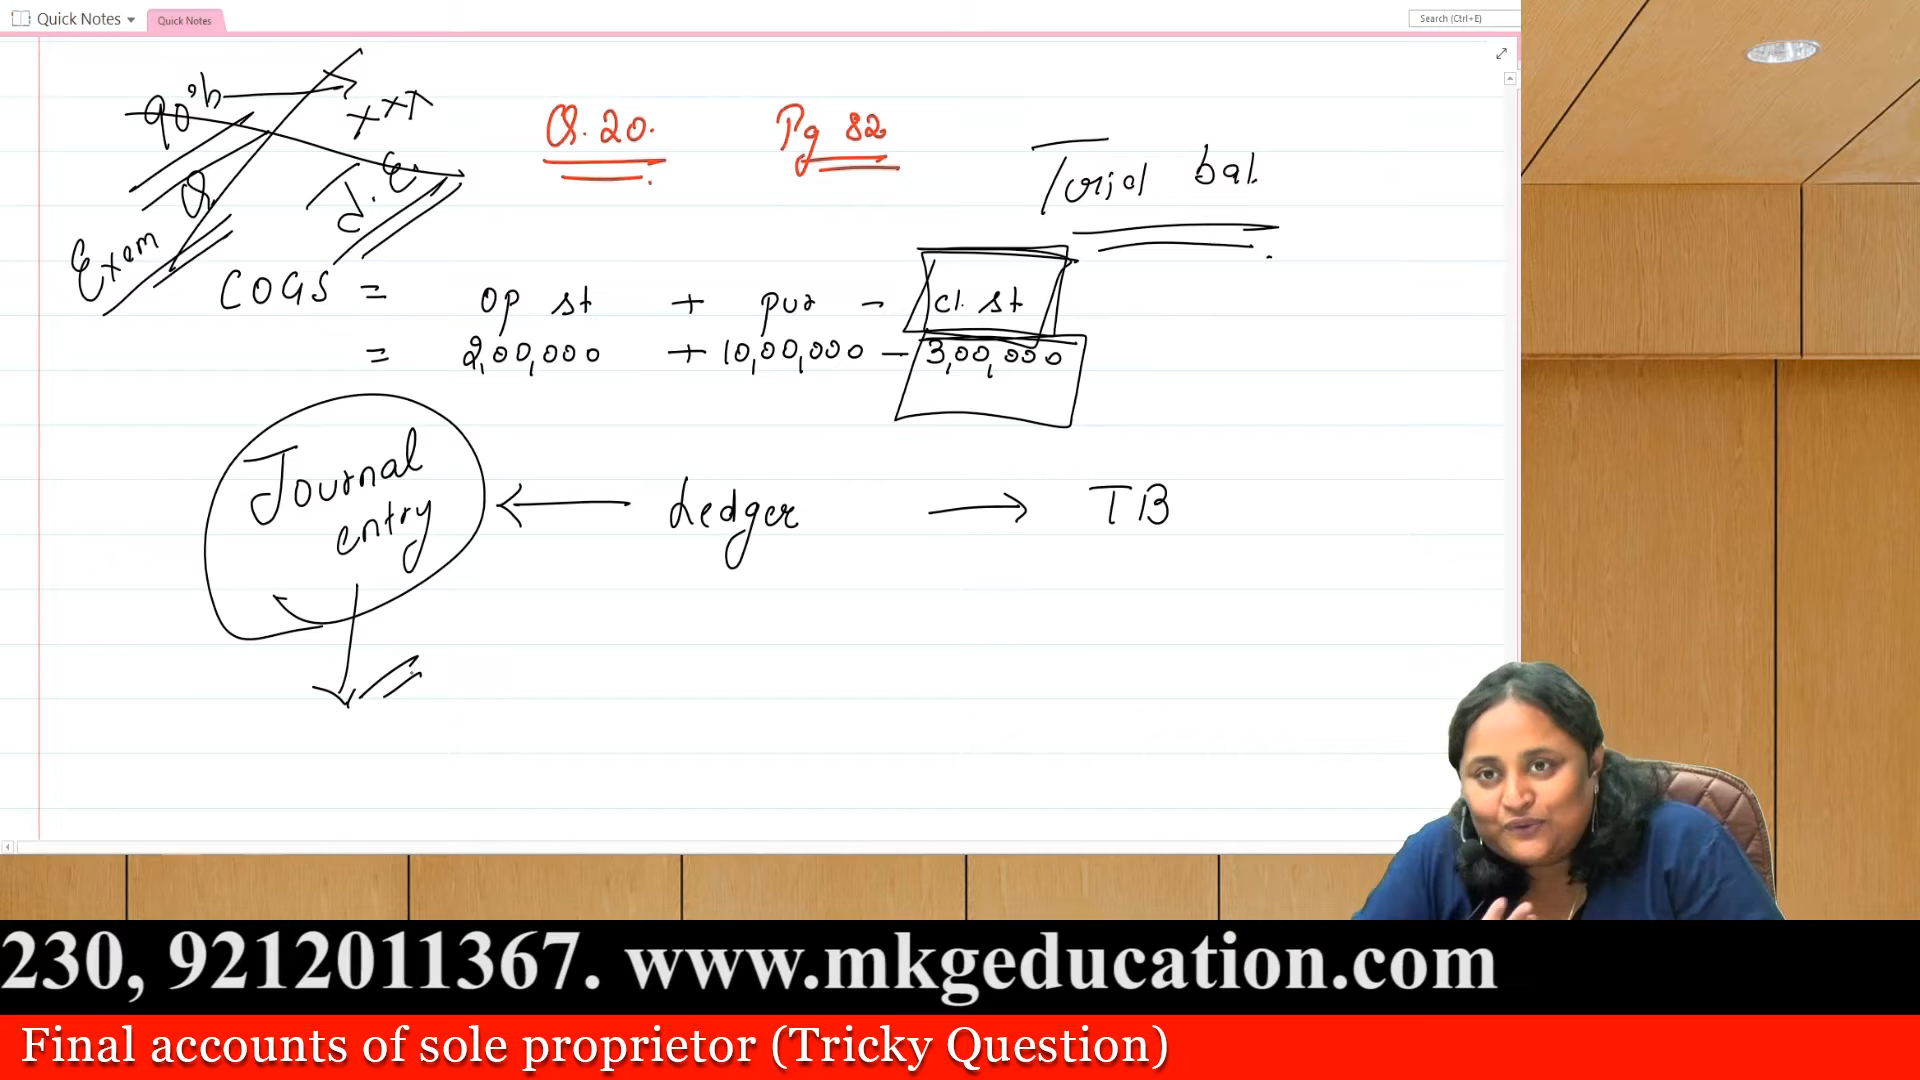 Quick Notes
Quick Notes
Search (Ctrl+E)
90%
Q. 20.
Pg 82
Trial bal.
Exam
COGS = op st + pur - cl. st
= 2,00,000 + 10,00,000 - 3,00,000
Journal entry
Ledger
TB
230, 9212011367. www.mkgeducation.com
Final accounts of sole proprietor (Tricky Question)